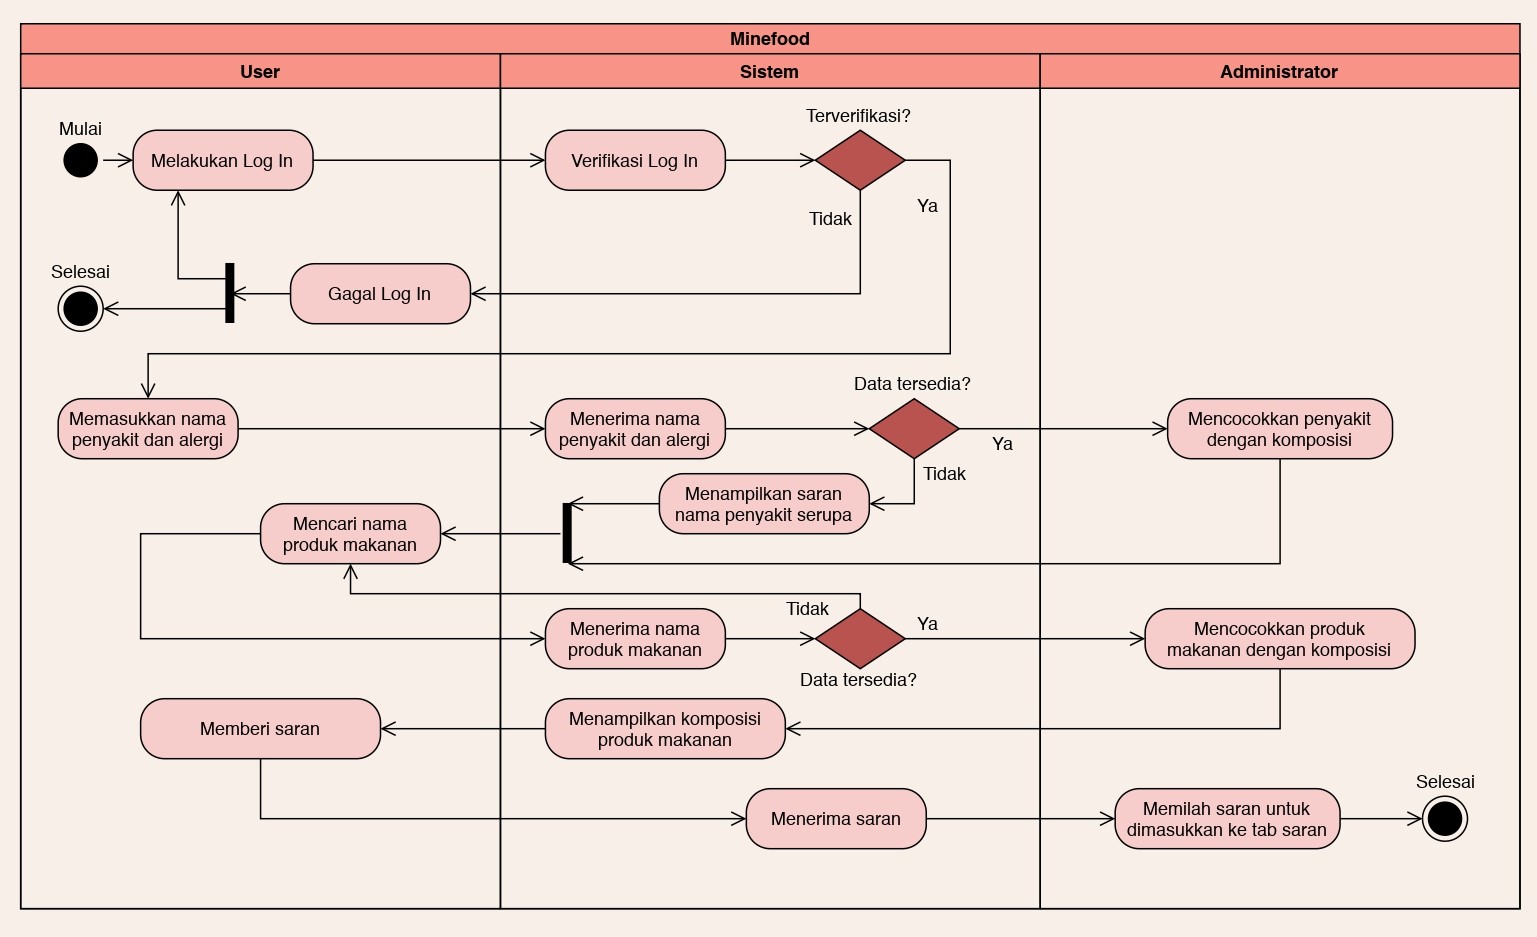 Minefood
User
Sistem
Administrator
Mulai
Melakukan Log In
Verifikasi Log In
Terverifikasi?
Tidak
Ya
Selesai
Gagal Log In
Memasukkan nama
penyakit dan alergi
Menerima nama
penyakit dan alergi
Data tersedia?
Ya
Tidak
Mencocokkan penyakit
dengan komposisi
Menampilkan saran
nama penyakit serupa
Mencari nama
produk makanan
Menerima nama
produk makanan
Tidak
Ya
Data tersedia?
Mencocokkan produk
makanan dengan komposisi
Memberi saran
Menampilkan komposisi
produk makanan
Menerima saran
Memilah saran untuk
dimasukkan ke tab saran
Selesai